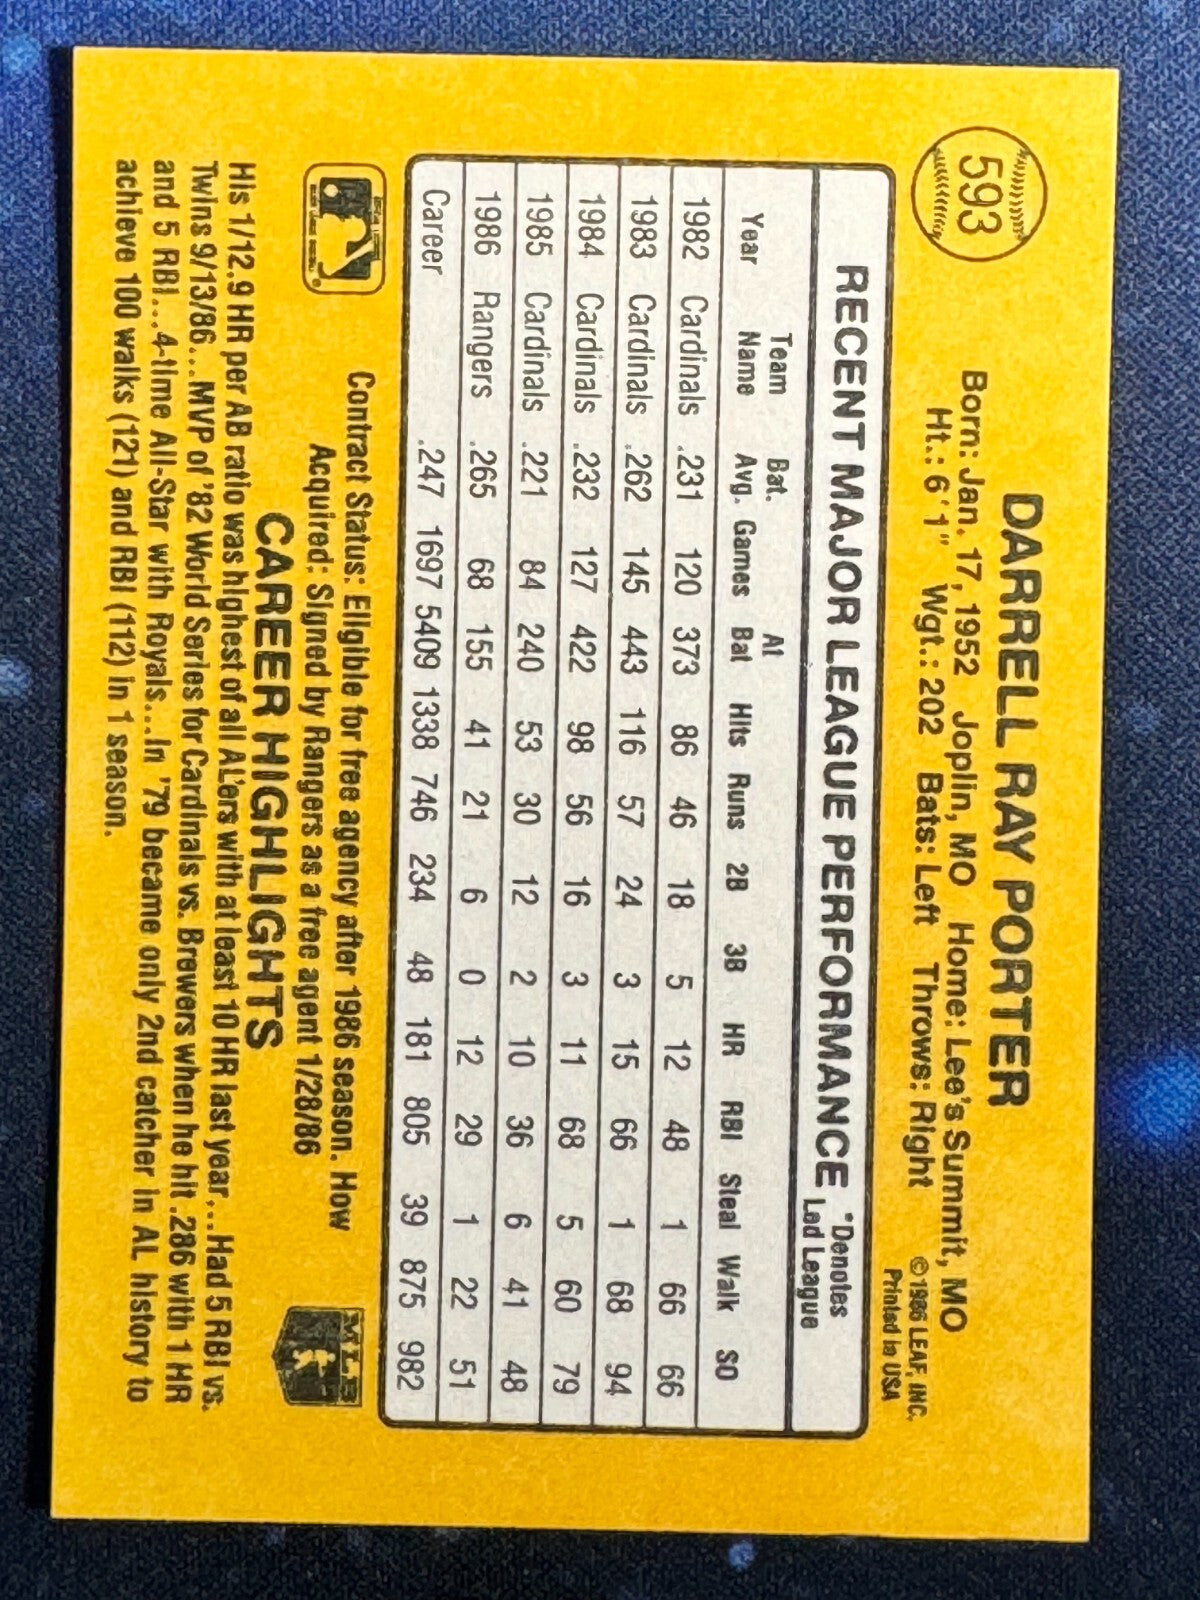 593
DARRELL RAY PORTER
Born: Jan. 17, 1952 Joplin, MO Home: Lee's Summit, MO
Ht.: 6'1" Wgt.: 202 Bats: Left Throws: Right
©1986 LEAF, INC.
Printed in USA
RECENT MAJOR LEAGUE PERFORMANCE
*Denotes
Led League
Year Team Name Bat. Avg. Games At Bat Hits Runs 2B 3B HR RBI Steal Walk SO
1982 Cardinals .231 120 373 86 46 18 5 12 48 1 66 66
1983 Cardinals .262 145 443 116 57 24 3 15 66 1 68 94
1984 Cardinals .232 127 422 98 56 16 3 11 68 5 60 79
1985 Cardinals .221 84 240 53 30 12 2 10 36 6 41 48
1986 Rangers .265 68 155 41 21 6 0 12 29 1 22 51
Career .247 1697 5409 1338 746 234 48 181 805 39 875 982
Contract Status: Eligible for free agency after 1986 season. How
Acquired: Signed by Rangers as a free agent 1/28/86
MLB
CAREER HIGHLIGHTS
His 1/12.9 HR per AB ratio was highest of all AL'ers with at least 10 HR last year... Had 5 RBI vs.
Twins 9/13/86... MVP of '82 World Series for Cardinals vs. Brewers when he hit .286 with 1 HR
and 5 RBI... 4-time All-Star with Royals... In '79 became only 2nd catcher in AL history to
achieve 100 walks (121) and RBI (112) in 1 season.